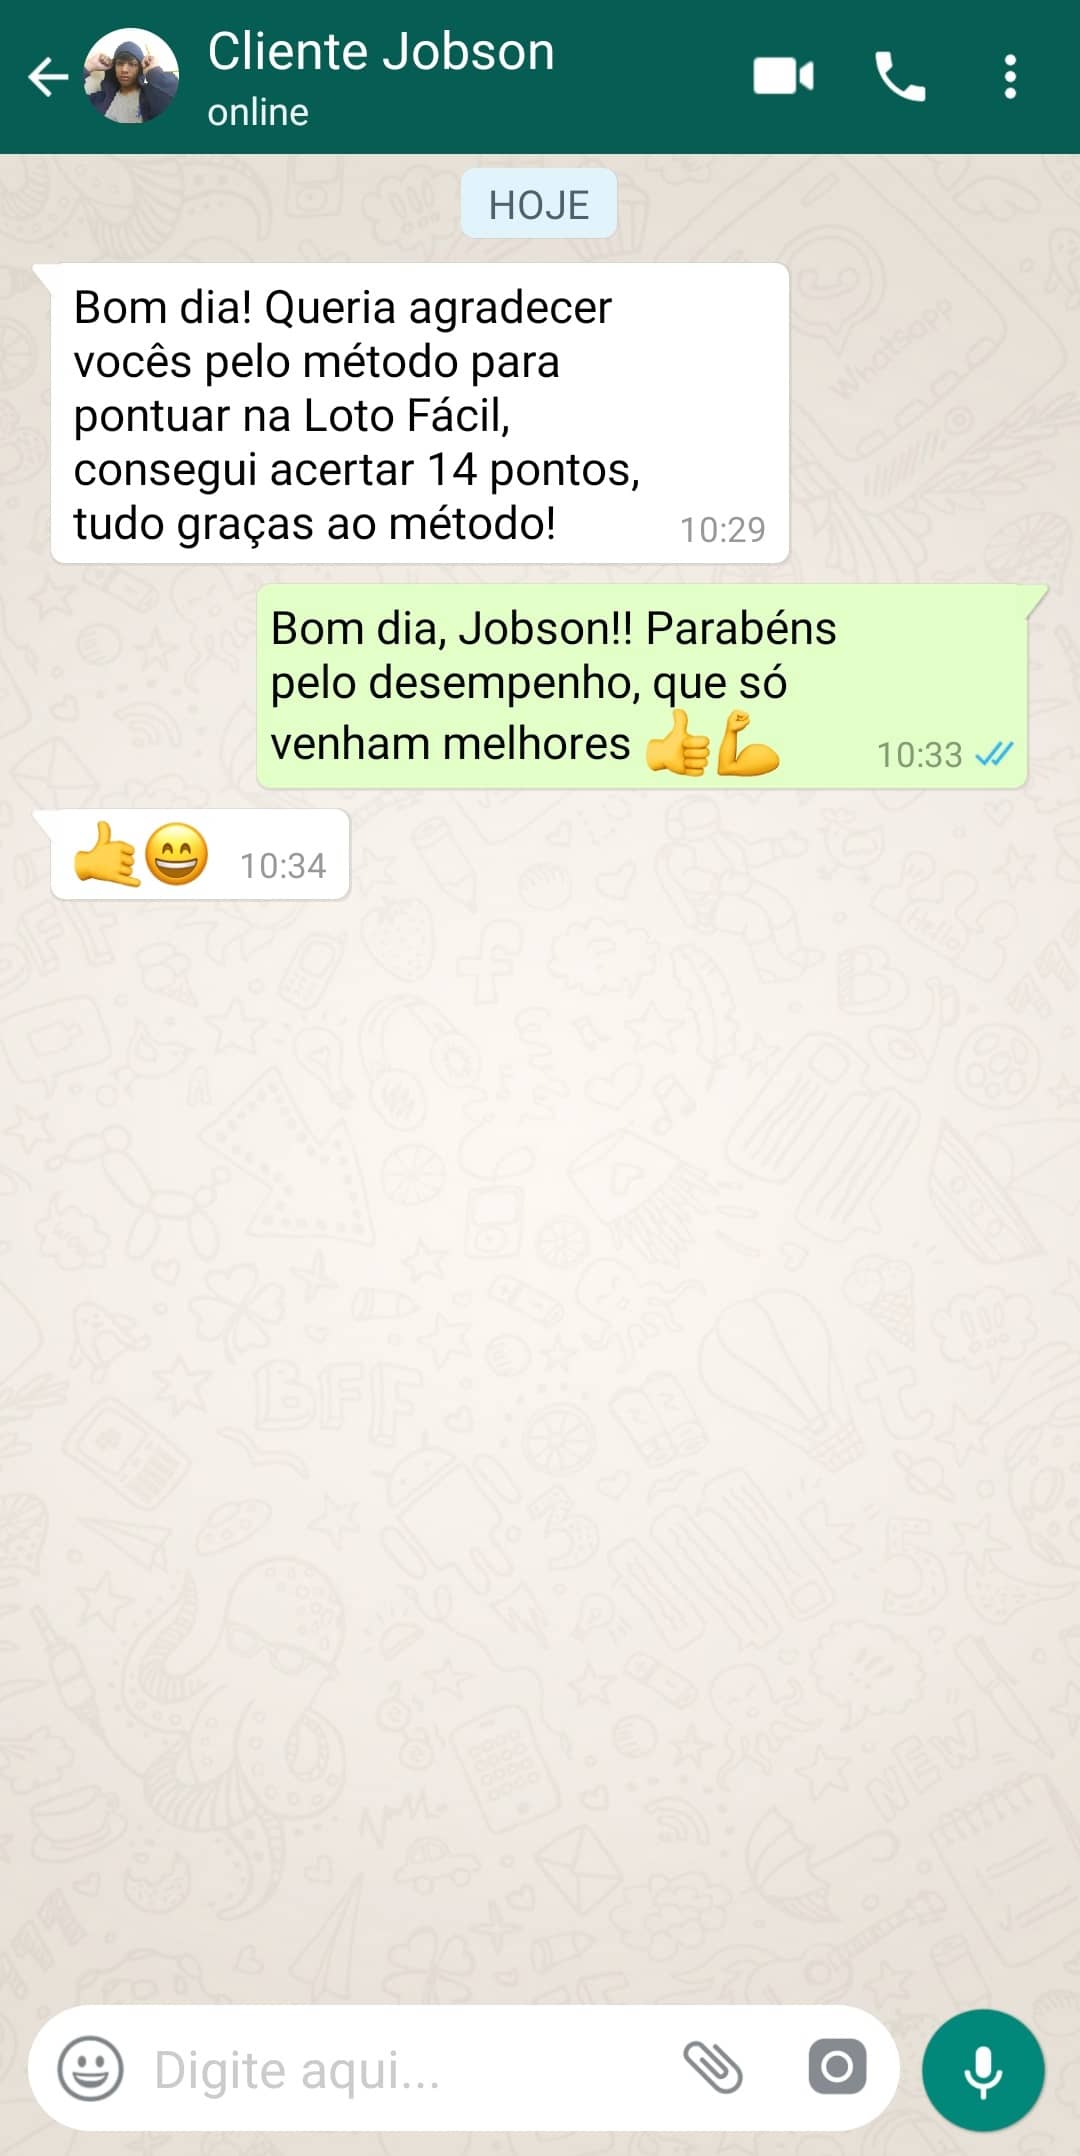 Cliente Jobson
online
HOJE
Bom dia! Queria agradecer
vocês pelo método para
pontuar na Loto Fácil,
consegui acertar 14 pontos,
tudo graças ao método!
10:29
Bom dia, Jobson!! Parabéns
pelo desempenho, que só
venham melhores 👍💪
10:33
🤙😄 10:34
Digite aqui...